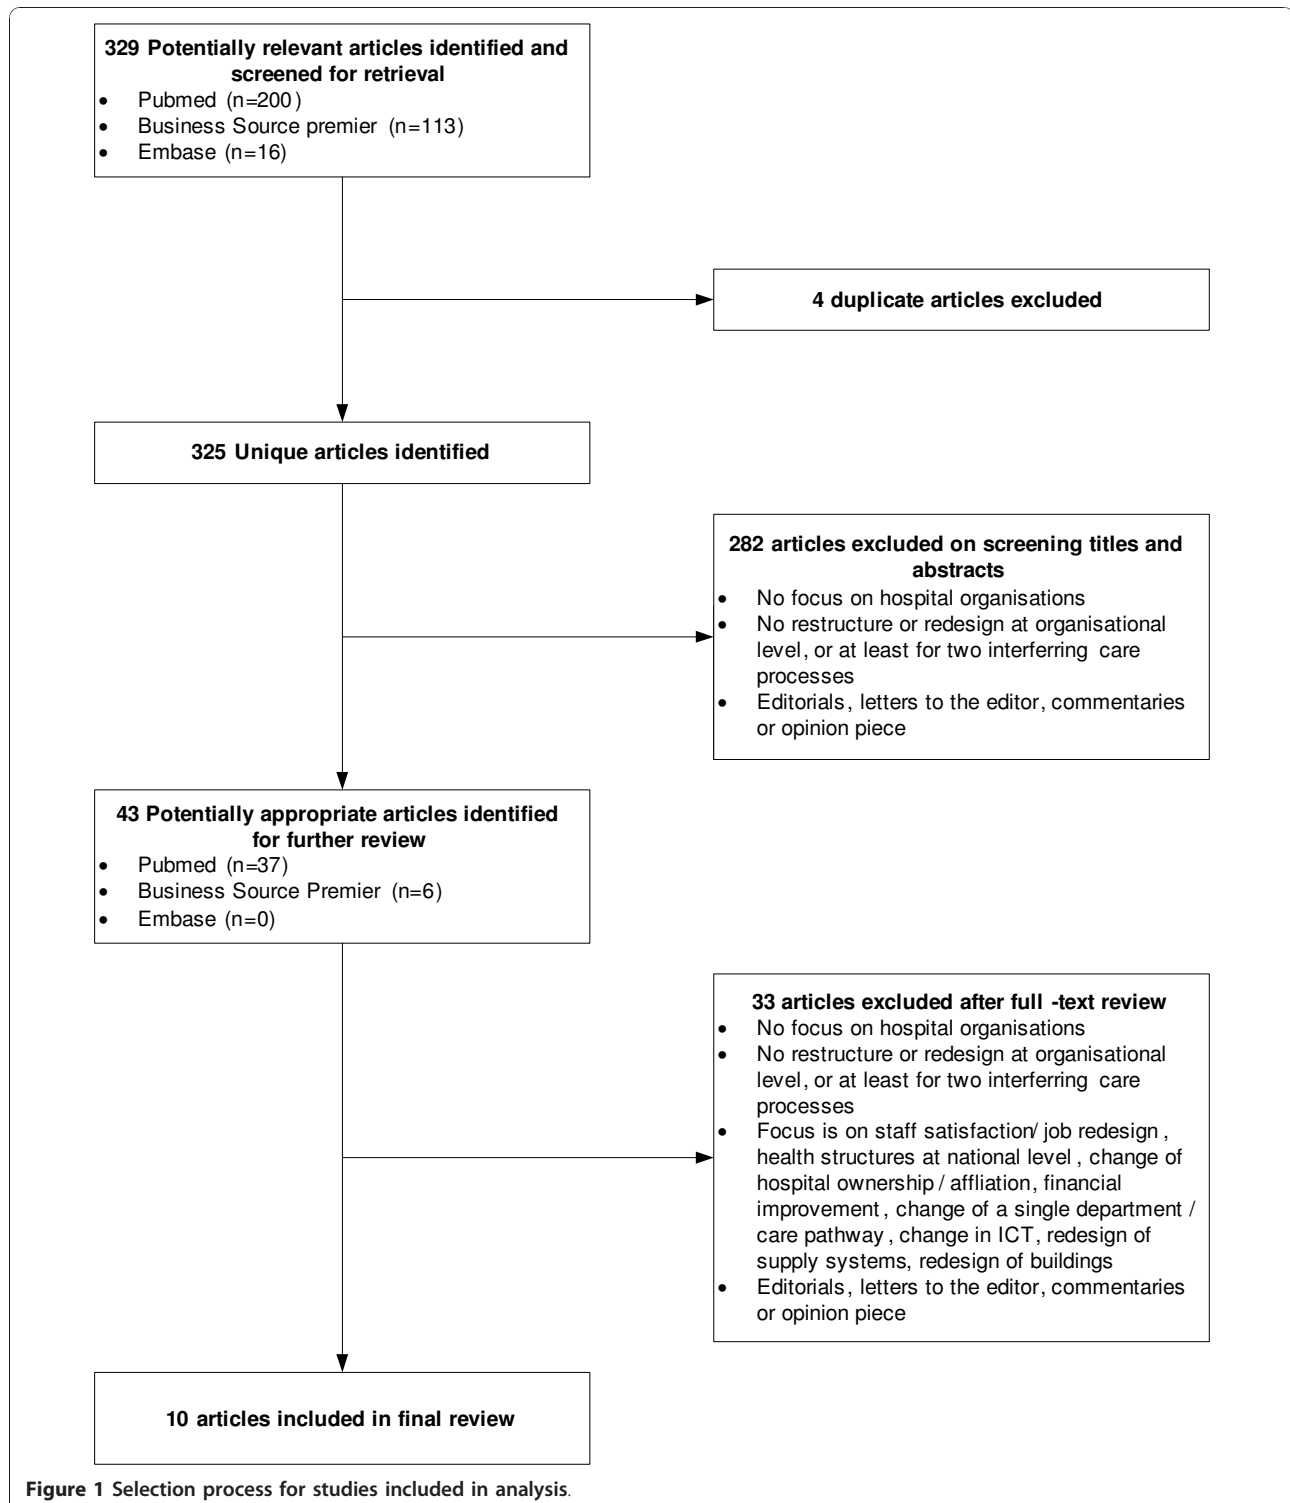 329 Potentially relevant articles identified and
screened for retrieval
• Pubmed (n=200)
• Business Source premier (n=113)
• Embase (n=16)
4 duplicate articles excluded
325 Unique articles identified
282 articles excluded on screening titles and
abstracts
• No focus on hospital organisations
• No restructure or redesign at organisational
level, or at least for two interferring care
processes
• Editorials, letters to the editor, commentaries
or opinion piece
43 Potentially appropriate articles identified
for further review
• Pubmed (n=37)
• Business Source Premier (n=6)
• Embase (n=0)
33 articles excluded after full -text review
• No focus on hospital organisations
• No restructure or redesign at organisational
level, or at least for two interferring care
processes
• Focus is on staff satisfaction/ job redesign ,
health structures at national level , change of
hospital ownership / affliation, financial
improvement , change of a single department /
care pathway , change in ICT, redesign of
supply systems, redesign of buildings
• Editorials, letters to the editor, commentaries
or opinion piece
10 articles included in final review
Figure 1 Selection process for studies included in analysis.